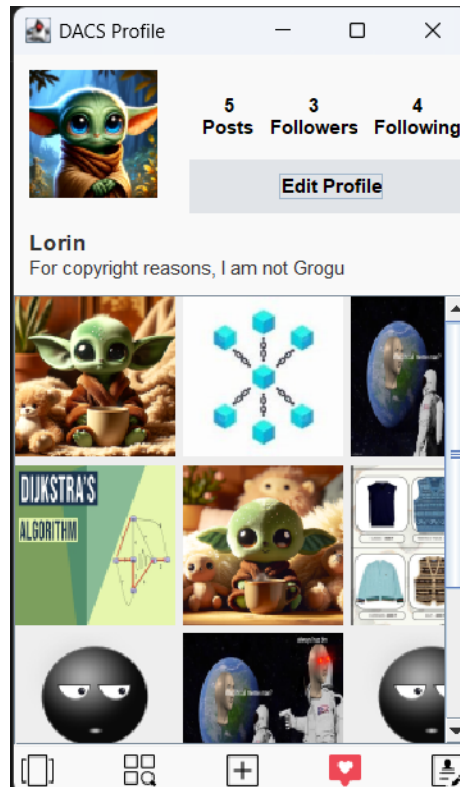 DACS Profile
5 3 4
Posts Followers Following
Edit Profile
Lorin
For copyright reasons, I am not Grogu
DIJKSTRA'S
ALGORITHM